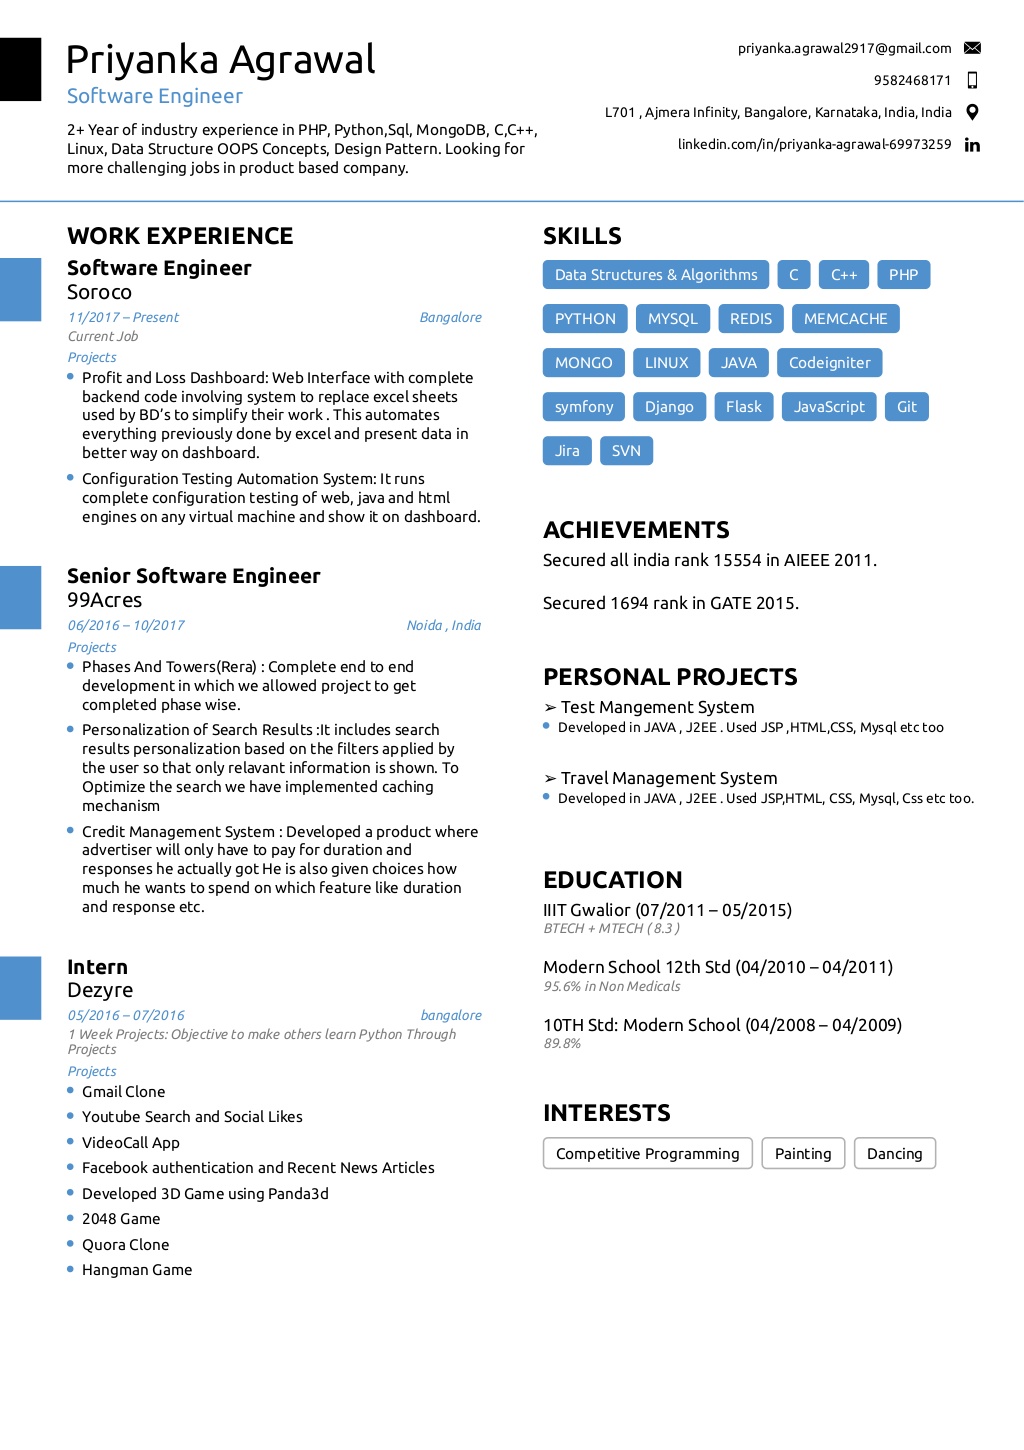 Priyanka Agrawal
Software Engineer
2+ Year of industry experience in PHP, Python,Sql, MongoDB, C,C++,
Linux, Data Structure OOPS Concepts, Design Pattern. Looking for
more challenging jobs in product based company.
priyanka.agrawal2917@gmail.com
9582468171
L701 , Ajmera Infinity, Bangalore, Karnataka, India, India
linkedin.com/in/priyanka-agrawal-69973259
WORK EXPERIENCE
Software Engineer
Soroco
11/2017 – Present Bangalore
Current Job
Projects
Profit and Loss Dashboard: Web Interface with complete
backend code involving system to replace excel sheets
used by BD’s to simplify their work . This automates
everything previously done by excel and present data in
better way on dashboard.
Configuration Testing Automation System: It runs
complete configuration testing of web, java and html
engines on any virtual machine and show it on dashboard.
Senior Software Engineer
99Acres
06/2016 – 10/2017 Noida , India
Projects
Phases And Towers(Rera) : Complete end to end
development in which we allowed project to get
completed phase wise.
Personalization of Search Results :It includes search
results personalization based on the filters applied by
the user so that only relavant information is shown. To
Optimize the search we have implemented caching
mechanism
Credit Management System : Developed a product where
advertiser will only have to pay for duration and
responses he actually got He is also given choices how
much he wants to spend on which feature like duration
and response etc.
Intern
Dezyre
05/2016 – 07/2016 bangalore
1 Week Projects: Objective to make others learn Python Through
Projects
Projects
Gmail Clone
Youtube Search and Social Likes
VideoCall App
Facebook authentication and Recent News Articles
Developed 3D Game using Panda3d
2048 Game
Quora Clone
Hangman Game
SKILLS
Data Structures & Algorithms C C++ PHP
PYTHON MYSQL REDIS MEMCACHE
MONGO LINUX JAVA Codeigniter
symfony Django Flask JavaScript Git
Jira SVN
ACHIEVEMENTS
Secured all india rank 15554 in AIEEE 2011.
Secured 1694 rank in GATE 2015.
PERSONAL PROJECTS
➢ Test Mangement System
Developed in JAVA , J2EE . Used JSP ,HTML,CSS, Mysql etc too
➢ Travel Management System
Developed in JAVA , J2EE . Used JSP,HTML, CSS, Mysql, Css etc too.
EDUCATION
IIIT Gwalior (07/2011 – 05/2015)
BTECH + MTECH ( 8.3 )
Modern School 12th Std (04/2010 – 04/2011)
95.6% in Non Medicals
10TH Std: Modern School (04/2008 – 04/2009)
89.8%
INTERESTS
Competitive Programming Painting Dancing